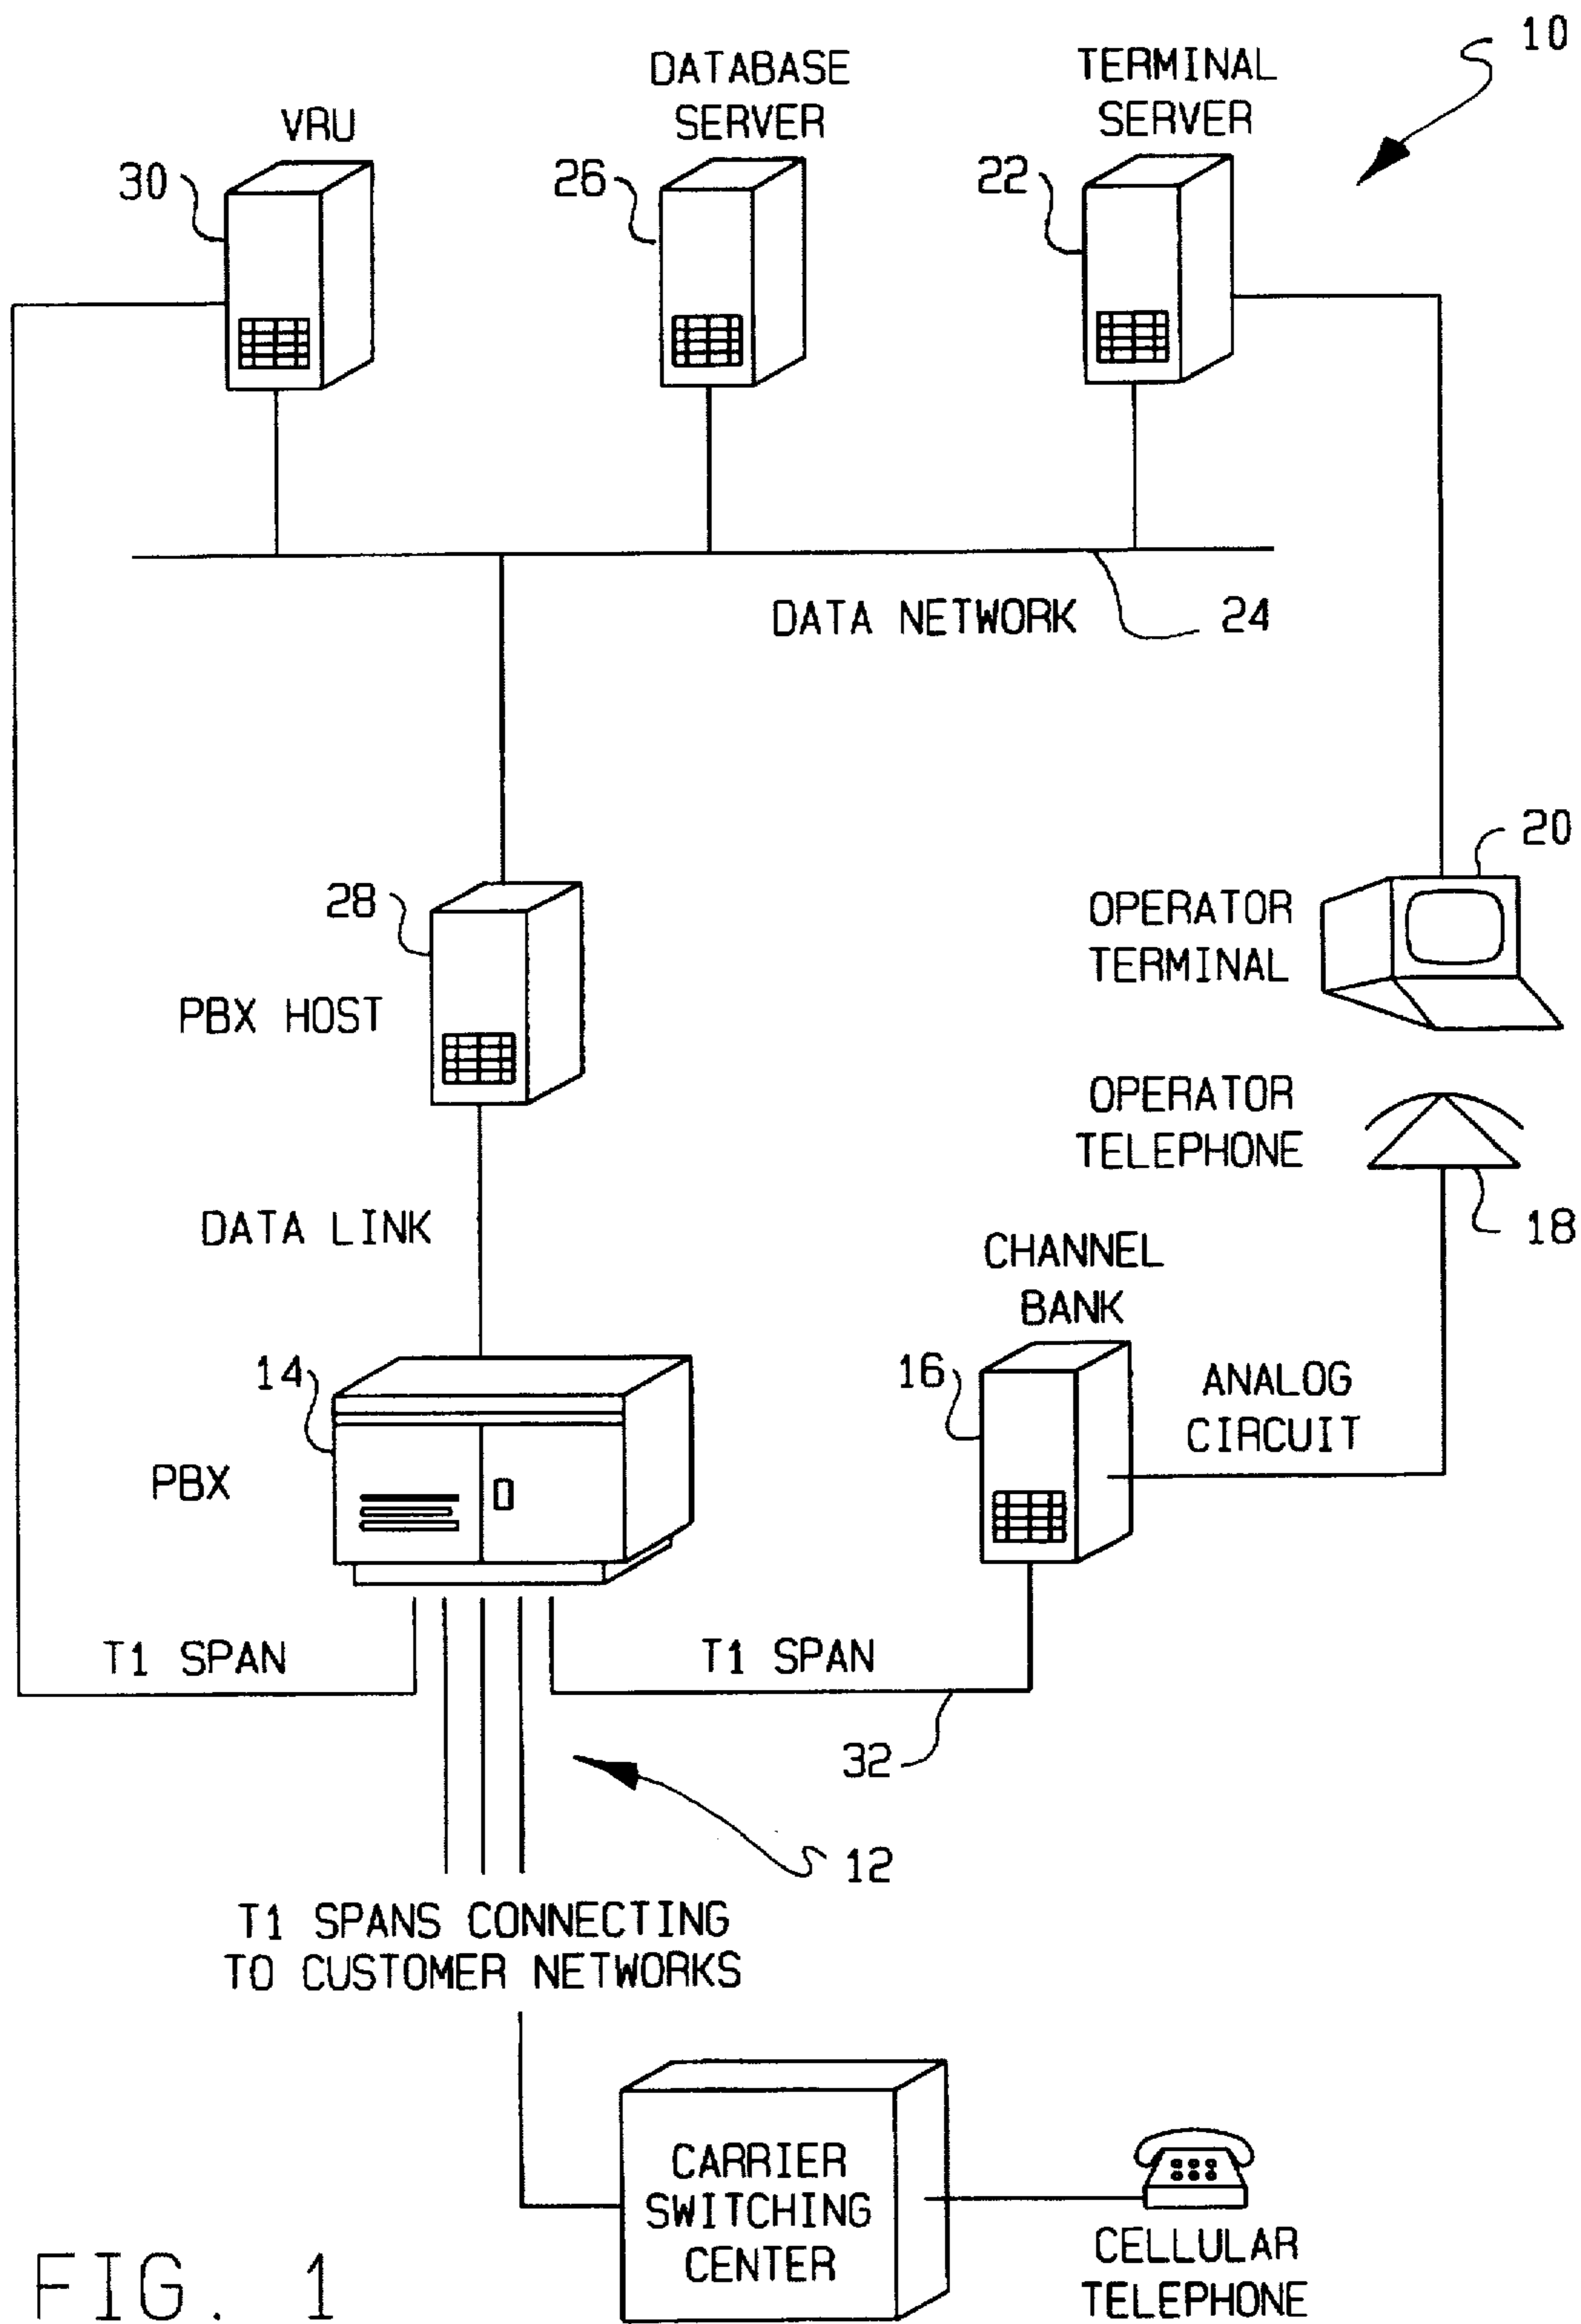 10
DATABASE
SERVER
TERMINAL
SERVER
VRU
30
26
22
DATA NETWORK
24
20
28
OPERATOR
TERMINAL
PBX HOST
OPERATOR
TELEPHONE
18
DATA LINK
CHANNEL
BANK
14
16
ANALOG
CIRCUIT
PBX
T1 SPAN
T1 SPAN
32
12
T1 SPANS CONNECTING
TO CUSTOMER NETWORKS
CARRIER
SWITCHING
CENTER
CELLULAR
TELEPHONE
FIG. 1